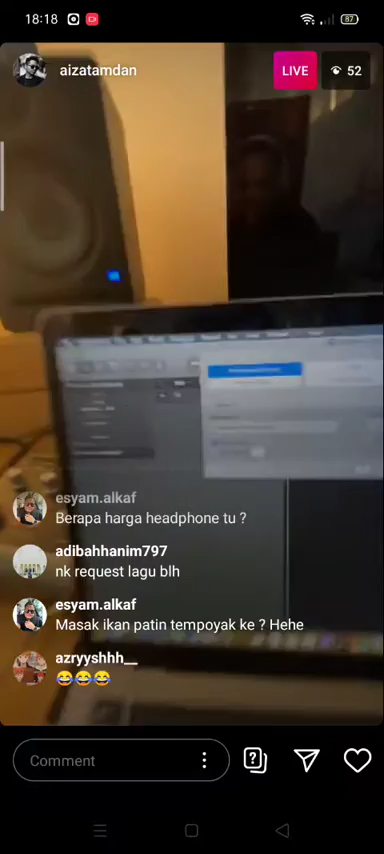 18:18
87
aizatamdan
LIVE
52
esyam.alkaf
Berapa harga headphone tu ?
adibahhanim797
nk request lagu blh
esyam.alkaf
Masak ikan patin tempoyak ke ? Hehe
azryyshhh__
😂😂😂
Comment